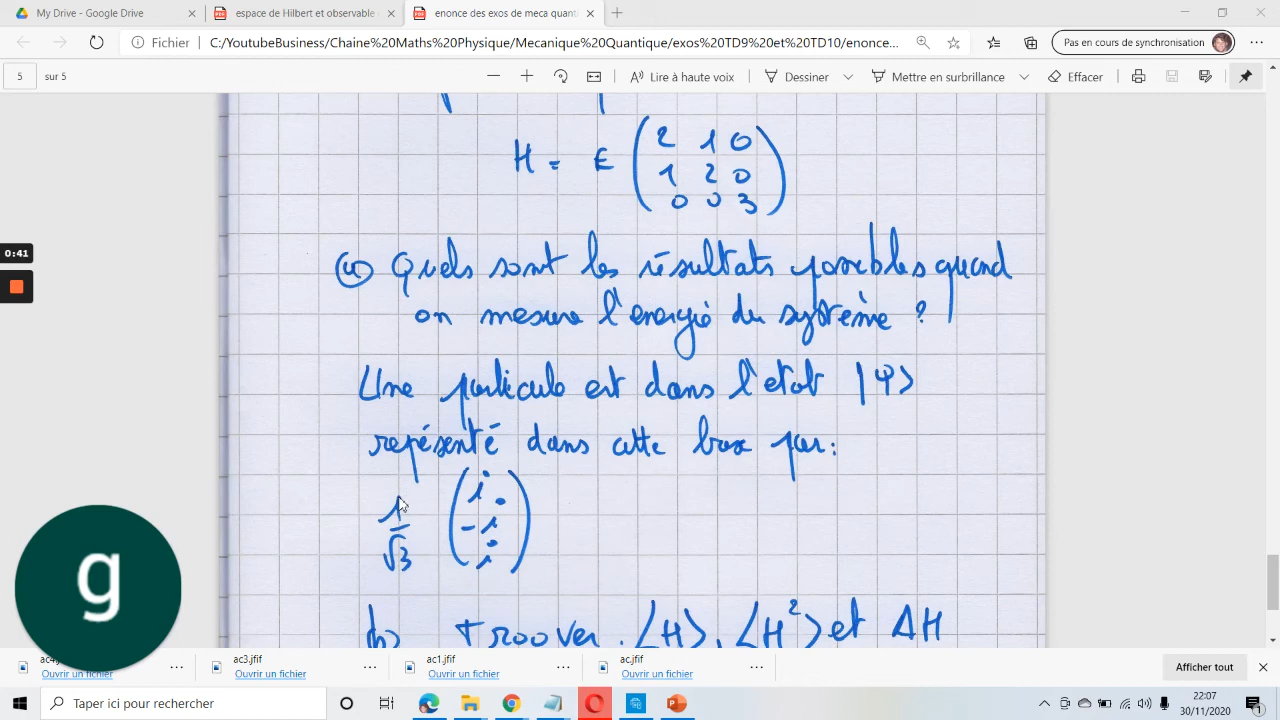 My Drive - Google Drive
espace de Hilbert et observable
enonce des exos de meca quant
Fichier
C:/YoutubeBusiness/Chaine%20Maths%20Physique/Mecanique%20Quantique/exos%20TD9%20et%20TD10/enonce...
Pas en cours de synchronisation
5 sur 5
Lire à haute voix
Dessiner
Mettre en surbrillance
Effacer
H = E ( 2 1 0
1 2 0
0 0 3 )
0:41
a) Quels sont les résultats possibles quand
on mesure l'energie du système ?
Une particule est dans l'etat |Ψ>
représenté dans cette base par:
1/√3 ( i
-i
i )
g
b) Trouver <H>, <H²> et ΔH
ac4.jfif
Ouvrir un fichier
ac3.jfif
Ouvrir un fichier
ac1.jfif
Ouvrir un fichier
ac.jfif
Ouvrir un fichier
Afficher tout
Taper ici pour rechercher
22:07
30/11/2020
1